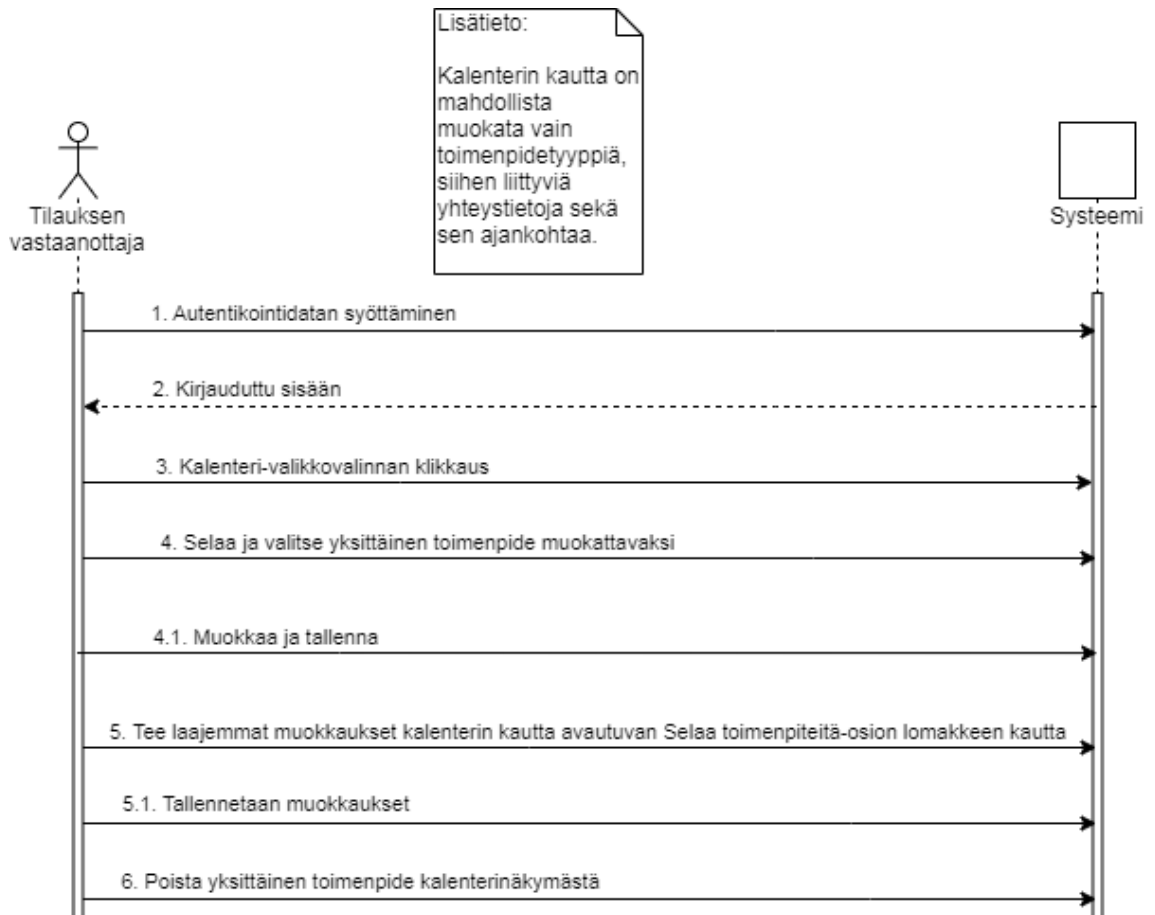 Lisätieto:
Kalenterin kautta on
mahdollista
muokata vain
toimenpidetyyppiä,
siihen liittyviä
yhteystietoja sekä
sen ajankohtaa.
Tilauksen
vastaanottaja
Systeemi
1. Autentikointidatan syöttäminen
2. Kirjauduttu sisään
3. Kalenteri-valikkovalinnan klikkaus
4. Selaa ja valitse yksittäinen toimenpide muokattavaksi
4.1. Muokkaa ja tallenna
5. Tee laajemmat muokkaukset kalenterin kautta avautuvan Selaa toimenpiteitä-osion lomakkeen kautta
5.1. Tallennetaan muokkaukset
6. Poista yksittäinen toimenpide kalenterinäkymästä